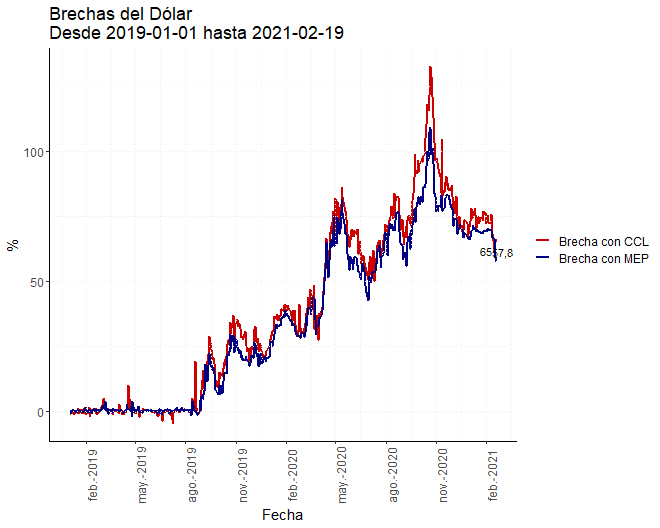 Brechas del Dólar
Desde 2019-01-01 hasta 2021-02-19
%
100
50
0
feb.-2019
may.-2019
ago.-2019
nov.-2019
feb.-2020
may.-2020
ago.-2020
nov.-2020
feb.-2021
Fecha
Brecha con CCL
Brecha con MEP